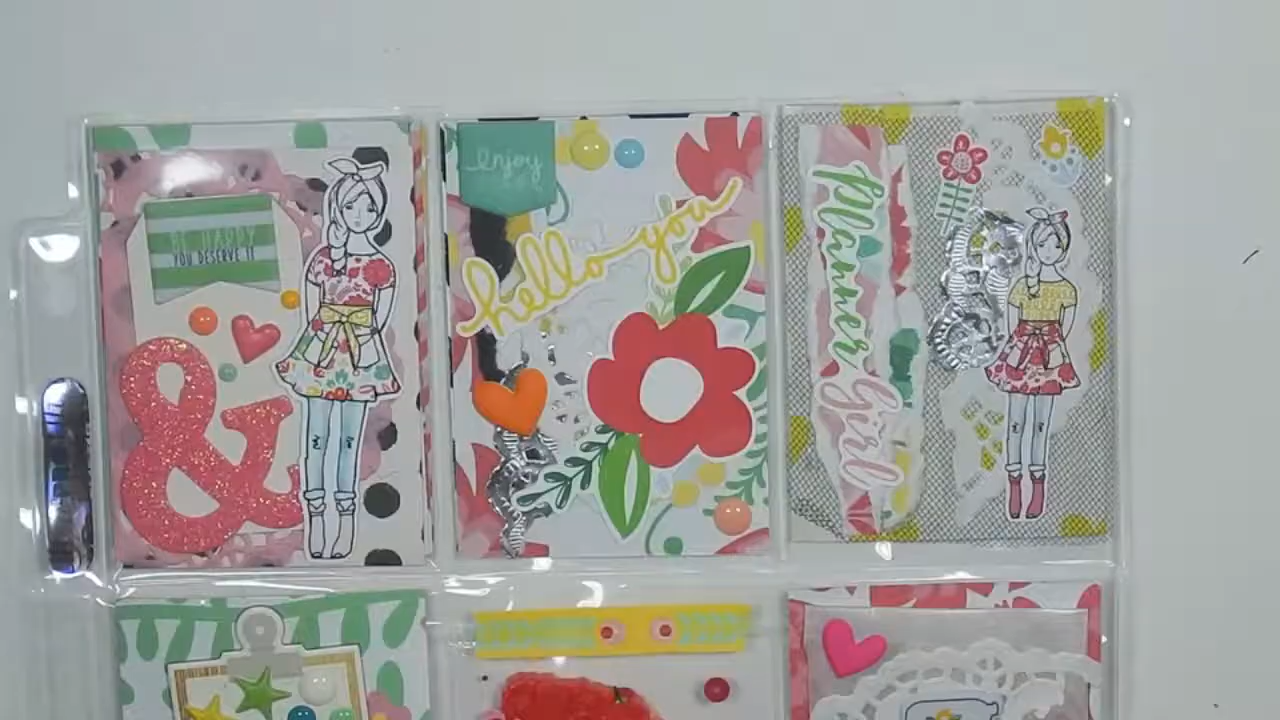 BE HAPPY
YOU DESERVE IT
&
enjoy
hello you
Planner Girl